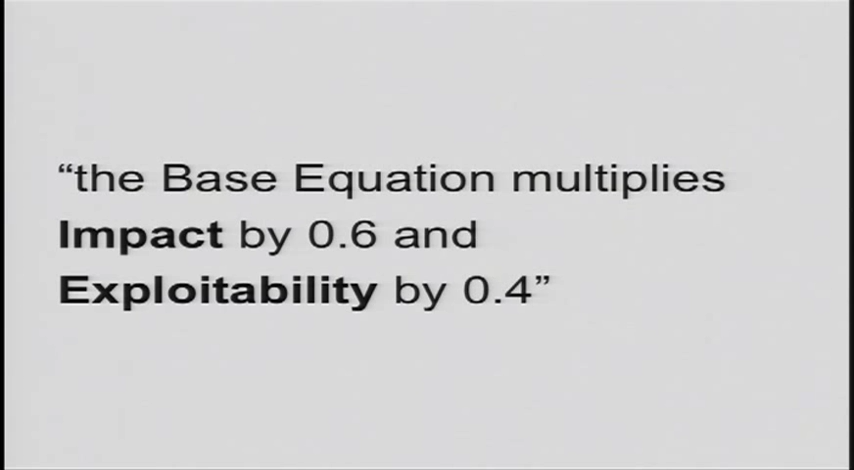 “the Base Equation multiplies
Impact by 0.6 and
Exploitability by 0.4”